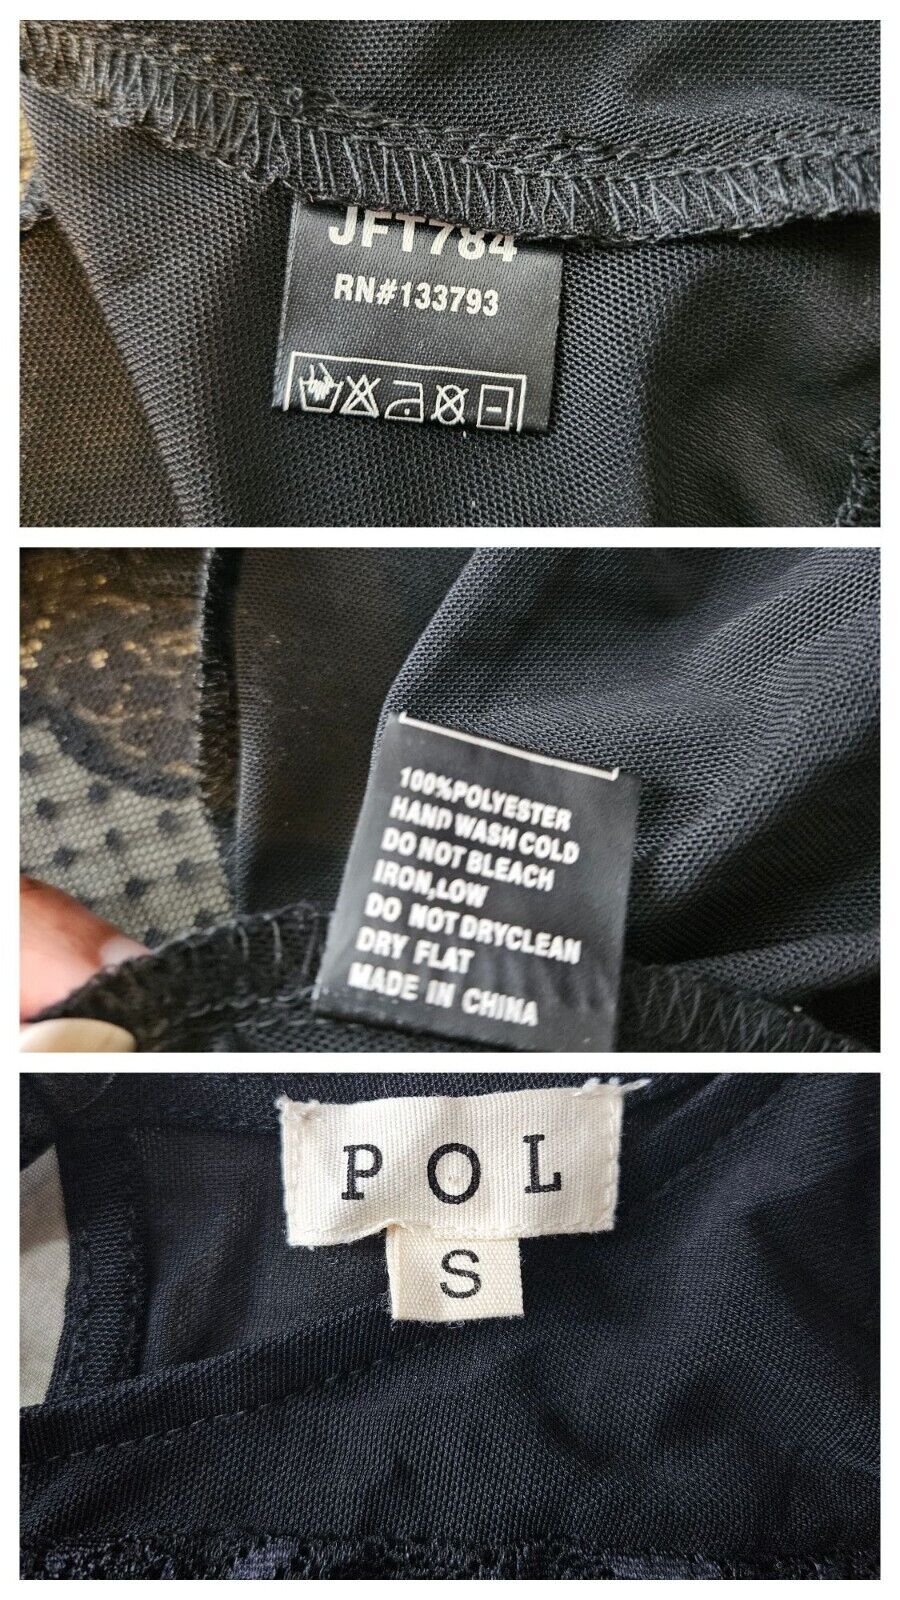 JFT784
RN#133793
100%POLYESTER
HAND WASH COLD
DO NOT BLEACH
IRON,LOW
DO NOT DRYCLEAN
DRY FLAT
MADE IN CHINA
POL
S